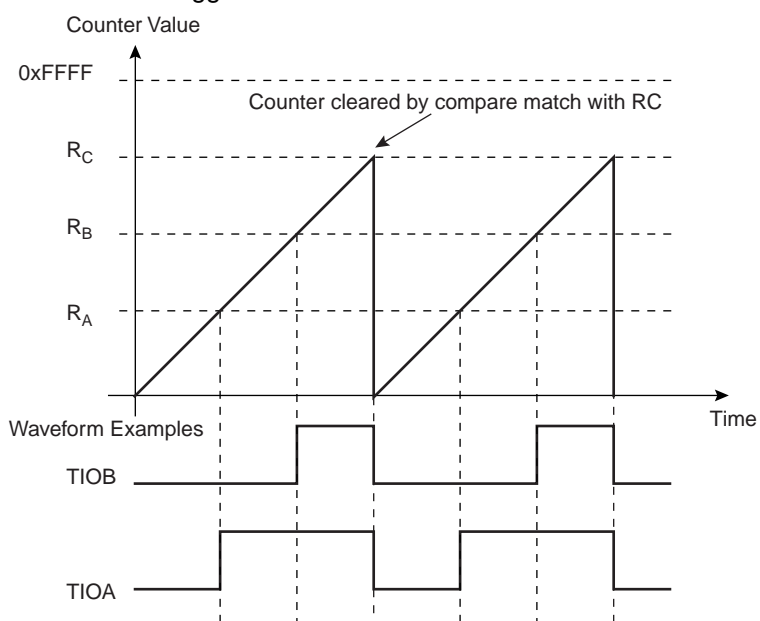 Counter Value
0xFFFF
Counter cleared by compare match with RC
RC
RB
RA
Time
Waveform Examples
TIOB
TIOA